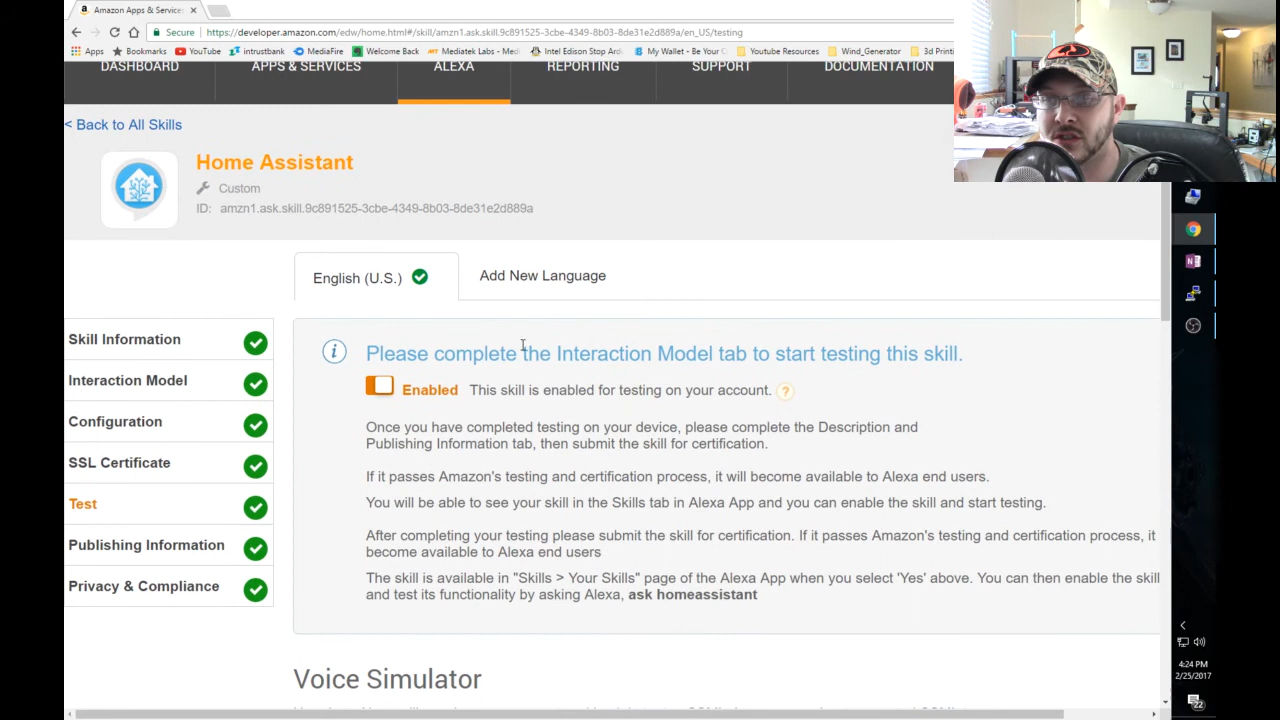 Amazon Apps & Services
Secure https://developer.amazon.com/edw/home.html#/skill/amzn1.ask.skill.9c891525-3cbe-4349-8b03-8de31e2d889a/en_US/testing
Apps Bookmarks YouTube intrustbank MediaFire Welcome Back Mediatek Labs - Med Intel Edison Stop Ard My Wallet - Be Your O Youtube Resources Wind_Generator 3d Printi
DASHBOARD APPS & SERVICES ALEXA REPORTING SUPPORT DOCUMENTATION
< Back to All Skills
Home Assistant
Custom
ID: amzn1.ask.skill.9c891525-3cbe-4349-8b03-8de31e2d889a
English (U.S.) Add New Language
Skill Information
Interaction Model
Configuration
SSL Certificate
Test
Publishing Information
Privacy & Compliance
Please complete the Interaction Model tab to start testing this skill.
Enabled This skill is enabled for testing on your account. ?
Once you have completed testing on your device, please complete the Description and
Publishing Information tab, then submit the skill for certification.
If it passes Amazon's testing and certification process, it will become available to Alexa end users.
You will be able to see your skill in the Skills tab in Alexa App and you can enable the skill and start testing.
After completing your testing please submit the skill for certification. If it passes Amazon's testing and certification process, it
become available to Alexa end users
The skill is available in "Skills > Your Skills" page of the Alexa App when you select 'Yes' above. You can then enable the skill
and test its functionality by asking Alexa, ask homeassistant
Voice Simulator
4:24 PM
2/25/2017
22